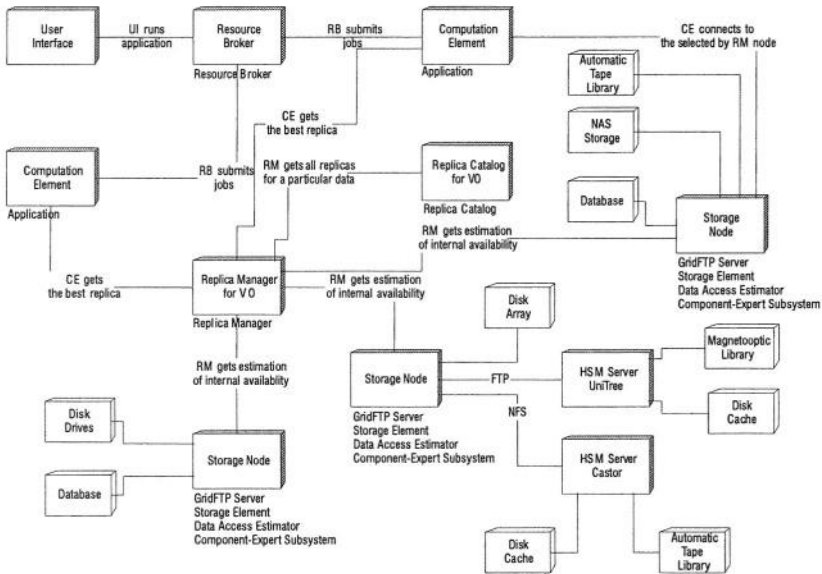 User
Interface
UI runs
application
Resource
Broker
Resource Broker
RB submits
jobs
Computation
Element
Application
CE connects to
the selected by RM node
Automatic
Tape
Library
NAS
Storage
Database
Storage
Node
GridFTP Server
Storage Element
Data Access Estimator
Component-Expert Subsystem
CE gets
the best replica
Computation
Element
Application
RB submits
jobs
RM gets all replicas
for a particular data
Replica Catalog
for VO
Replica Catalog
RM gets estimation
of internal availability
CE gets
the best replica
Replica Manager
for VO
Replica Manager
RM gets estimation
of internal availability
Disk
Array
Storage Node
GridFTP Server
Storage Element
Data Access Estimator
Component-Expert Subsystem
FTP
NFS
HSM Server
UniTree
Magnetooptic
Library
Disk
Cache
HSM Server
Castor
Disk
Cache
Automatic
Tape
Library
RM gets estimation
of internal availablity
Disk
Drives
Database
Storage Node
GridFTP Server
Storage Element
Data Access Estimator
Component-Expert Subsystem